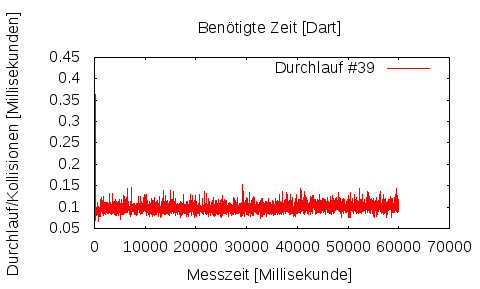 Benötigte Zeit [Dart]
Durchlauf #39
Durchlauf/Kollisionen [Millisekunden]
0.45
0.4
0.35
0.3
0.25
0.2
0.15
0.1
0.05
0 10000 20000 30000 40000 50000 60000 70000
Messzeit [Millisekunde]